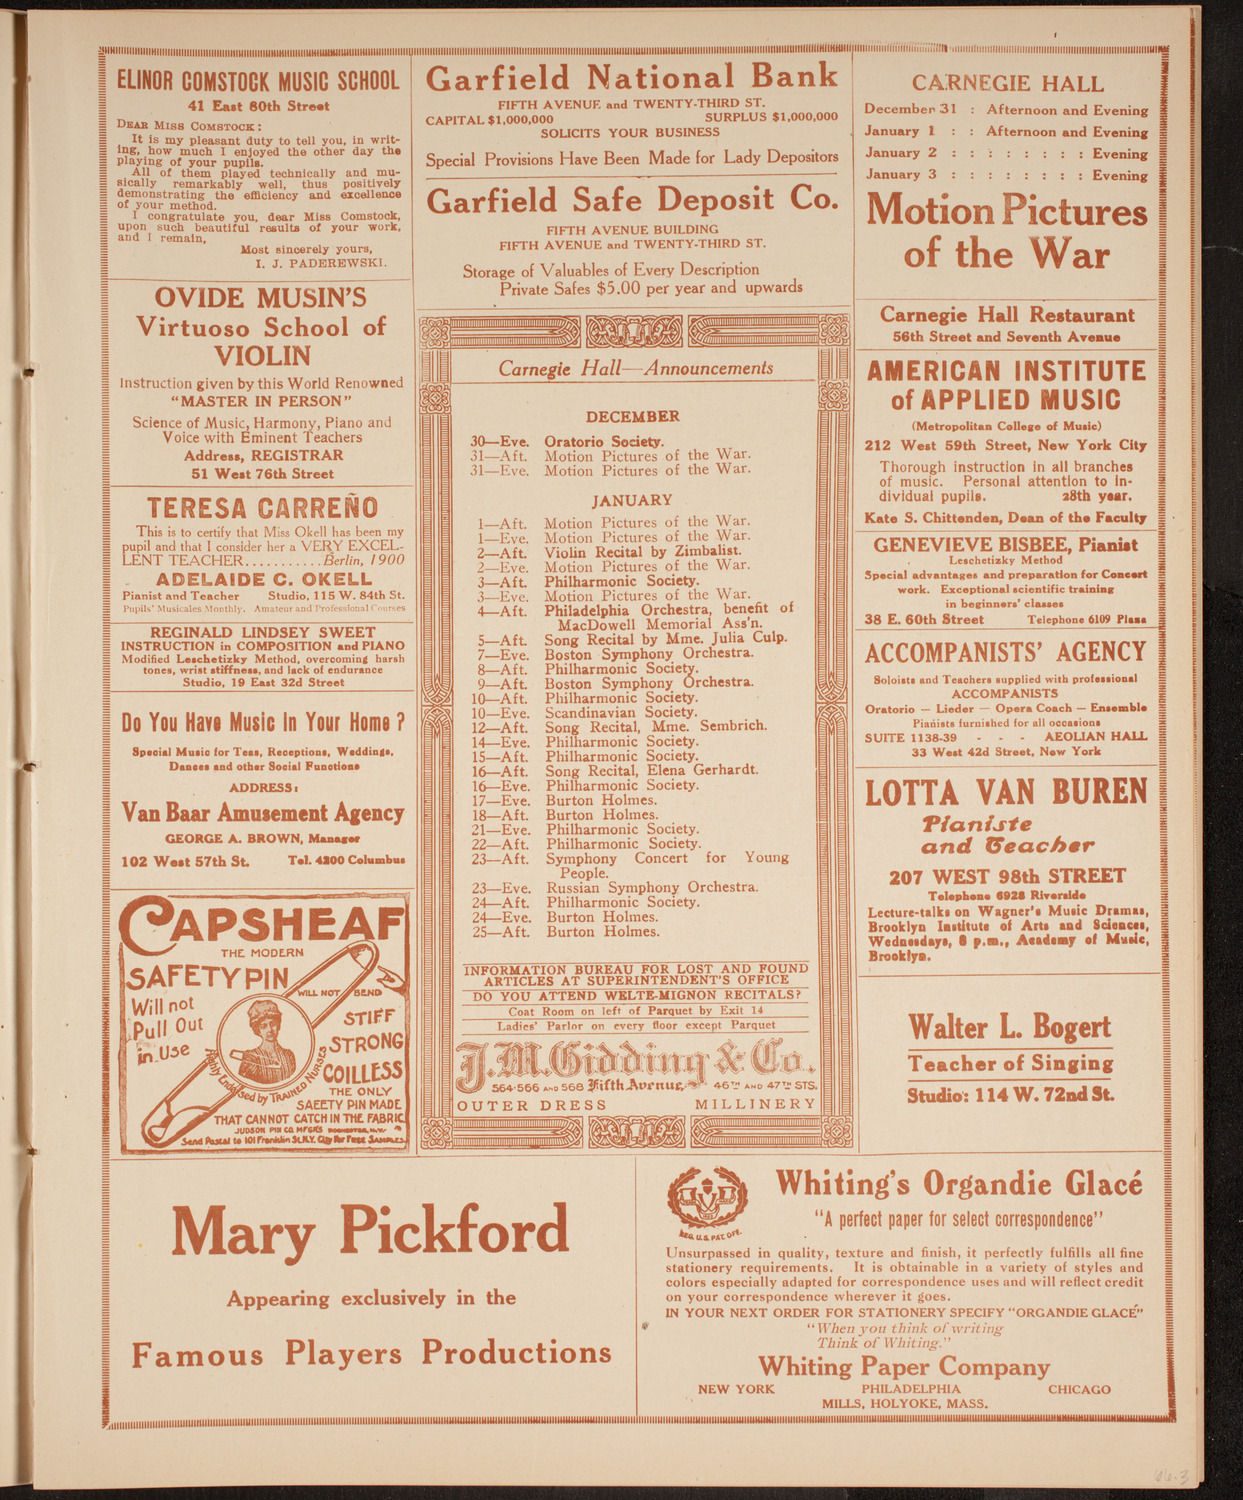 ELINOR COMSTOCK MUSIC SCHOOL
41 East 80th Street
DEAR MISS COMSTOCK:
It is my pleasant duty to tell you, in writ-
ing, how much I enjoyed the other day the
playing of your pupils.
All of them played technically and mu-
sically remarkably well, thus positively
demonstrating the efficiency and excellence
of your method.
I congratulate you, dear Miss Comstock,
upon such beautiful results of your work,
and I remain,
Most sincerely yours,
I. J. PADEREWSKI.
OVIDE MUSIN'S
Virtuoso School of
VIOLIN
Instruction given by this World Renowned
"MASTER IN PERSON"
Science of Music, Harmony, Piano and
Voice with Eminent Teachers
Address, REGISTRAR
51 West 76th Street
TERESA CARREÑO
This is to certify that Miss Okell has been my
pupil and that I consider her a VERY EXCEL-
LENT TEACHER...........Berlin, 1900
ADELAIDE C. OKELL
Pianist and Teacher Studio, 115 W. 84th St.
Pupils' Musicales Monthly. Amateur and Professional Courses
REGINALD LINDSEY SWEET
INSTRUCTION in COMPOSITION and PIANO
Modified Leschetizky Method, overcoming harsh
tones, wrist stiffness, and lack of endurance
Studio, 19 East 32d Street
Do You Have Music In Your Home ?
Special Music for Teas, Receptions, Weddings,
Dances and other Social Functions
ADDRESS:
Van Baar Amusement Agency
GEORGE A. BROWN, Manager
102 West 57th St. Tel. 4200 Columbus
CAPSHEAF
THE MODERN
SAFETY PIN
WILL NOT BEND
Will not
Pull Out
in Use
STIFF
STRONG
COILLESS
Highly Endorsed by TRAINED NURSES
THE ONLY
SAFETY PIN MADE
THAT CANNOT CATCH IN THE FABRIC
JUDSON PIN CO. MFGRS ROCHESTER, N.Y.
Send Postal to 101 Franklin St. N.Y. City for FREE SAMPLES.
Garfield National Bank
FIFTH AVENUE and TWENTY-THIRD ST.
CAPITAL $1,000,000 SURPLUS $1,000,000
SOLICITS YOUR BUSINESS
Special Provisions Have Been Made for Lady Depositors
Garfield Safe Deposit Co.
FIFTH AVENUE BUILDING
FIFTH AVENUE and TWENTY-THIRD ST.
Storage of Valuables of Every Description
Private Safes $5.00 per year and upwards
Carnegie Hall—Announcements
DECEMBER
30—Eve. Oratorio Society.
31—Aft. Motion Pictures of the War.
31—Eve. Motion Pictures of the War.
JANUARY
1—Aft. Motion Pictures of the War.
1—Eve. Motion Pictures of the War.
2—Aft. Violin Recital by Zimbalist.
2—Eve. Motion Pictures of the War.
3—Aft. Philharmonic Society.
3—Eve. Motion Pictures of the War.
4—Aft. Philadelphia Orchestra, benefit of
MacDowell Memorial Ass'n.
5—Aft. Song Recital by Mme. Julia Culp.
7—Eve. Boston Symphony Orchestra.
8—Aft. Philharmonic Society.
9—Aft. Boston Symphony Orchestra.
10—Aft. Philharmonic Society.
10—Eve. Scandinavian Society.
12—Aft. Song Recital, Mme. Sembrich.
14—Eve. Philharmonic Society.
15—Aft. Philharmonic Society.
16—Aft. Song Recital, Elena Gerhardt.
16—Eve. Philharmonic Society.
17—Eve. Burton Holmes.
18—Aft. Burton Holmes.
21—Eve. Philharmonic Society.
22—Aft. Philharmonic Society.
23—Aft. Symphony Concert for Young
People.
23—Eve. Russian Symphony Orchestra.
24—Aft. Philharmonic Society.
24—Eve. Burton Holmes.
25—Aft. Burton Holmes.
INFORMATION BUREAU FOR LOST AND FOUND
ARTICLES AT SUPERINTENDENT'S OFFICE
DO YOU ATTEND WELTE-MIGNON RECITALS?
Coat Room on left of Parquet by Exit 14
Ladies' Parlor on every floor except Parquet
J. M. Gidding & Co.
564-566 AND 568 Fifth Avenue, 46TH AND 47TH STS.
OUTER DRESS MILLINERY
CARNEGIE HALL
December 31 : Afternoon and Evening
January 1 : : Afternoon and Evening
January 2 : : : : : : : : Evening
January 3 : : : : : : : : Evening
Motion Pictures
of the War
Carnegie Hall Restaurant
56th Street and Seventh Avenue
AMERICAN INSTITUTE
of APPLIED MUSIC
(Metropolitan College of Music)
212 West 59th Street, New York City
Thorough instruction in all branches
of music. Personal attention to in-
dividual pupils. 28th year.
Kate S. Chittenden, Dean of the Faculty
GENEVIEVE BISBEE, Pianist
Leschetizky Method
Special advantages and preparation for Concert
work. Exceptional scientific training
in beginners' classes
38 E. 60th Street Telephone 6109 Plaza
ACCOMPANISTS' AGENCY
Soloists and Teachers supplied with professional
ACCOMPANISTS
Oratorio — Lieder — Opera Coach — Ensemble
Pianists furnished for all occasions
SUITE 1138-39 - - - AEOLIAN HALL
33 West 42d Street, New York
LOTTA VAN BUREN
Pianiste
and Teacher
207 WEST 98th STREET
Telephone 6928 Riverside
Lecture-talks on Wagner's Music Dramas,
Brooklyn Institute of Arts and Sciences,
Wednesdays, 8 p.m., Academy of Music,
Brooklyn.
Walter L. Bogert
Teacher of Singing
Studio: 114 W. 72nd St.
Mary Pickford
Appearing exclusively in the
Famous Players Productions
REG. U.S. PAT. OFF.
Whiting's Organdie Glacé
"A perfect paper for select correspondence"
Unsurpassed in quality, texture and finish, it perfectly fulfills all fine
stationery requirements. It is obtainable in a variety of styles and
colors especially adapted for correspondence uses and will reflect credit
on your correspondence wherever it goes.
IN YOUR NEXT ORDER FOR STATIONERY SPECIFY "ORGANDIE GLACÉ"
"When you think of writing
Think of Whiting."
Whiting Paper Company
NEW YORK PHILADELPHIA CHICAGO
MILLS, HOLYOKE, MASS.